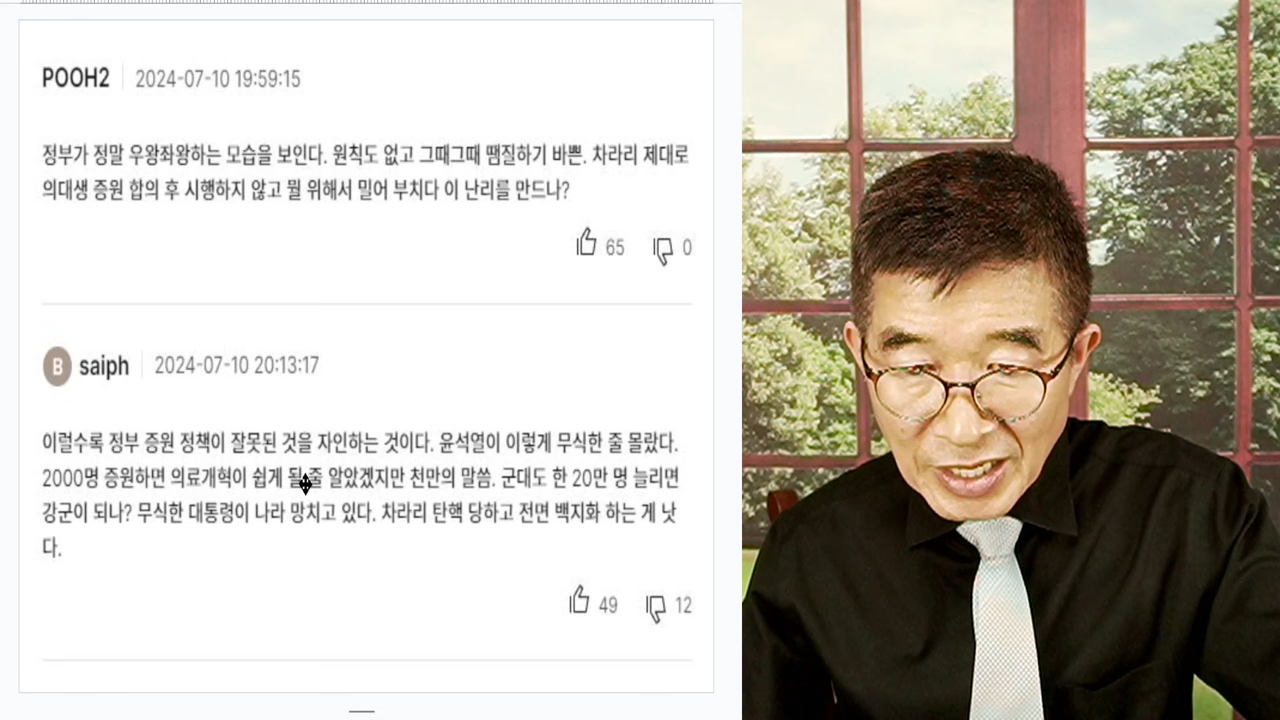 POOH2 2024-07-10 19:59:15
정부가 정말 우왕좌왕하는 모습을 보인다. 원칙도 없고 그때그때 땜질하기 바쁜. 차라리 제대로
의대생 증원 합의 후 시행하지 않고 뭘 위해서 밀어 부치다 이 난리를 만드나?
65 0
B saiph 2024-07-10 20:13:17
이럴수록 정부 증원 정책이 잘못된 것을 자인하는 것이다. 윤석열이 이렇게 무식한 줄 몰랐다.
2000명 증원하면 의료개혁이 쉽게 될 줄 알았겠지만 천만의 말씀. 군대도 한 20만 명 늘리면
강군이 되나? 무식한 대통령이 나라 망치고 있다. 차라리 탄핵 당하고 전면 백지화 하는 게 낫
다.
49 12